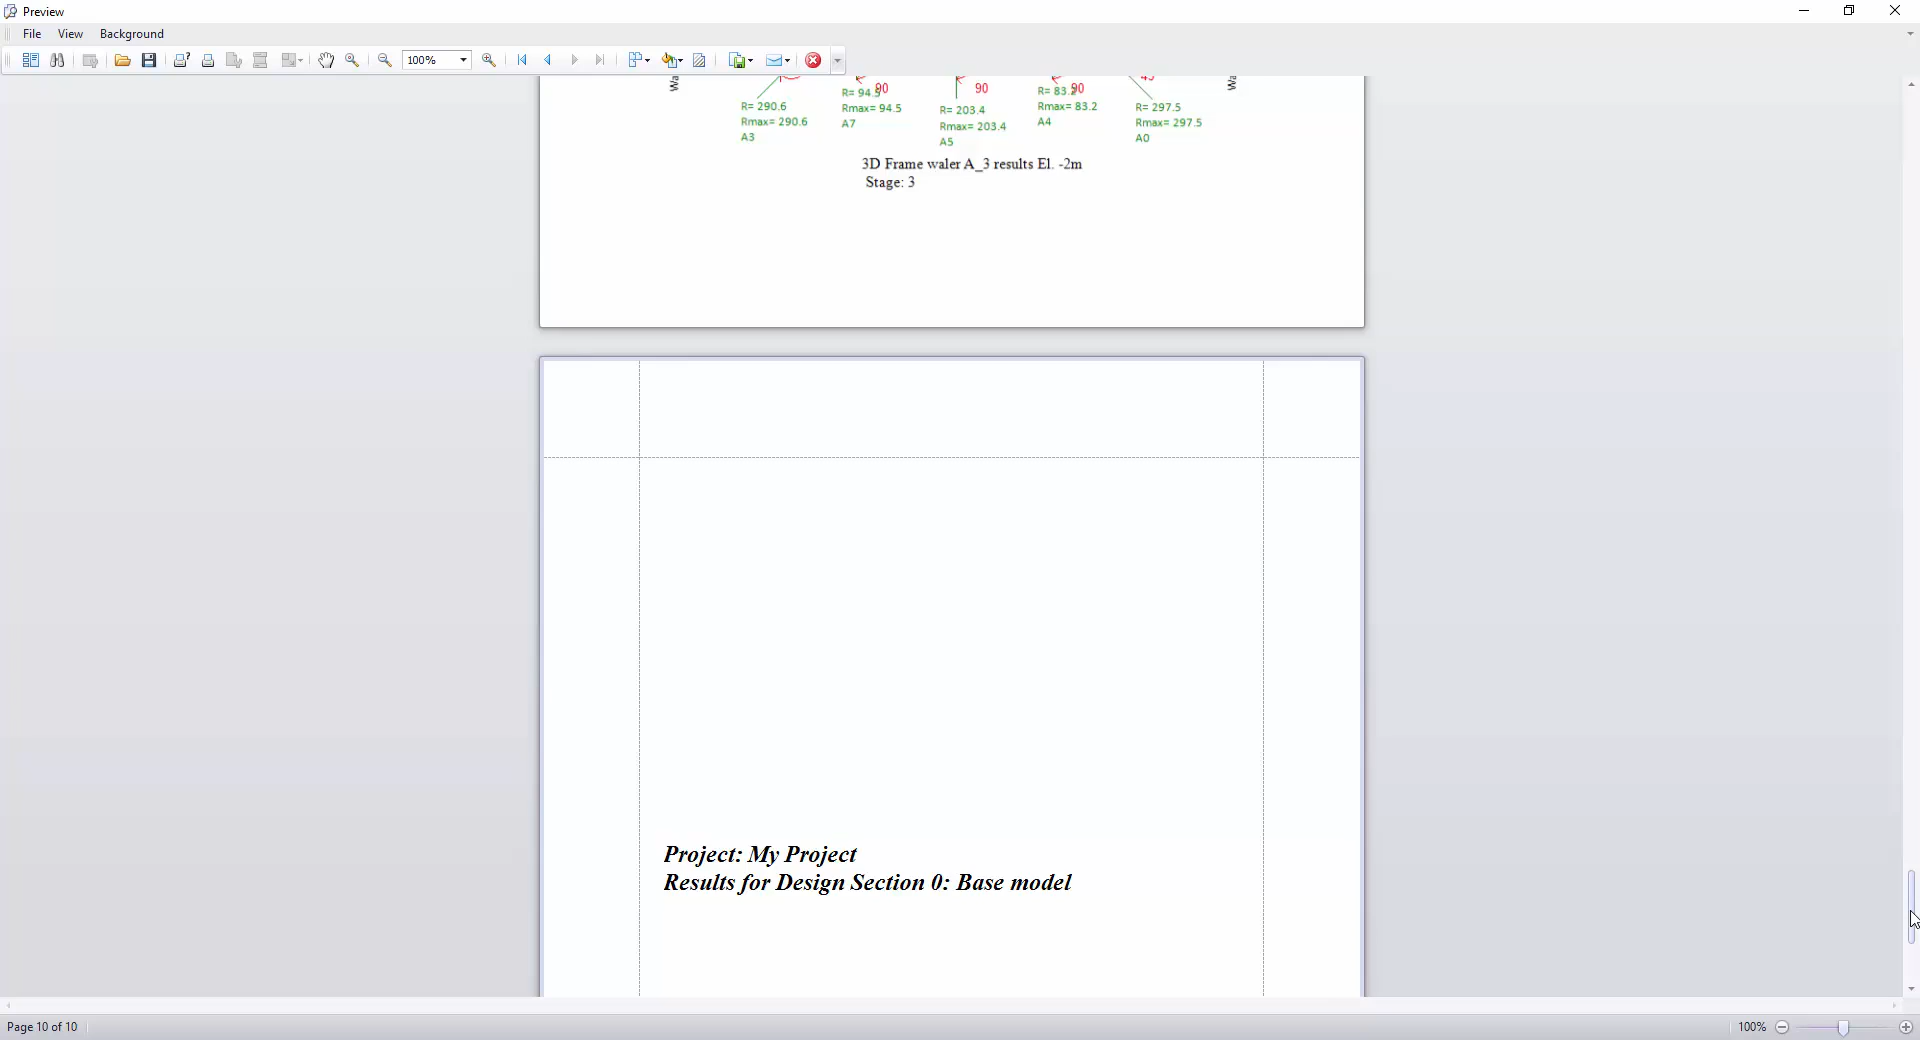 Preview
File View Background
100%
Wa
90
90
90
45
Wa
R= 290.6
Rmax= 290.6
A3
R= 94.5
Rmax= 94.5
A7
R= 203.4
Rmax= 203.4
A5
R= 83.2
Rmax= 83.2
A4
R= 297.5
Rmax= 297.5
A0
3D Frame waler A_3 results El. -2m
Stage: 3
Project: My Project
Results for Design Section 0: Base model
Page 10 of 10
100%